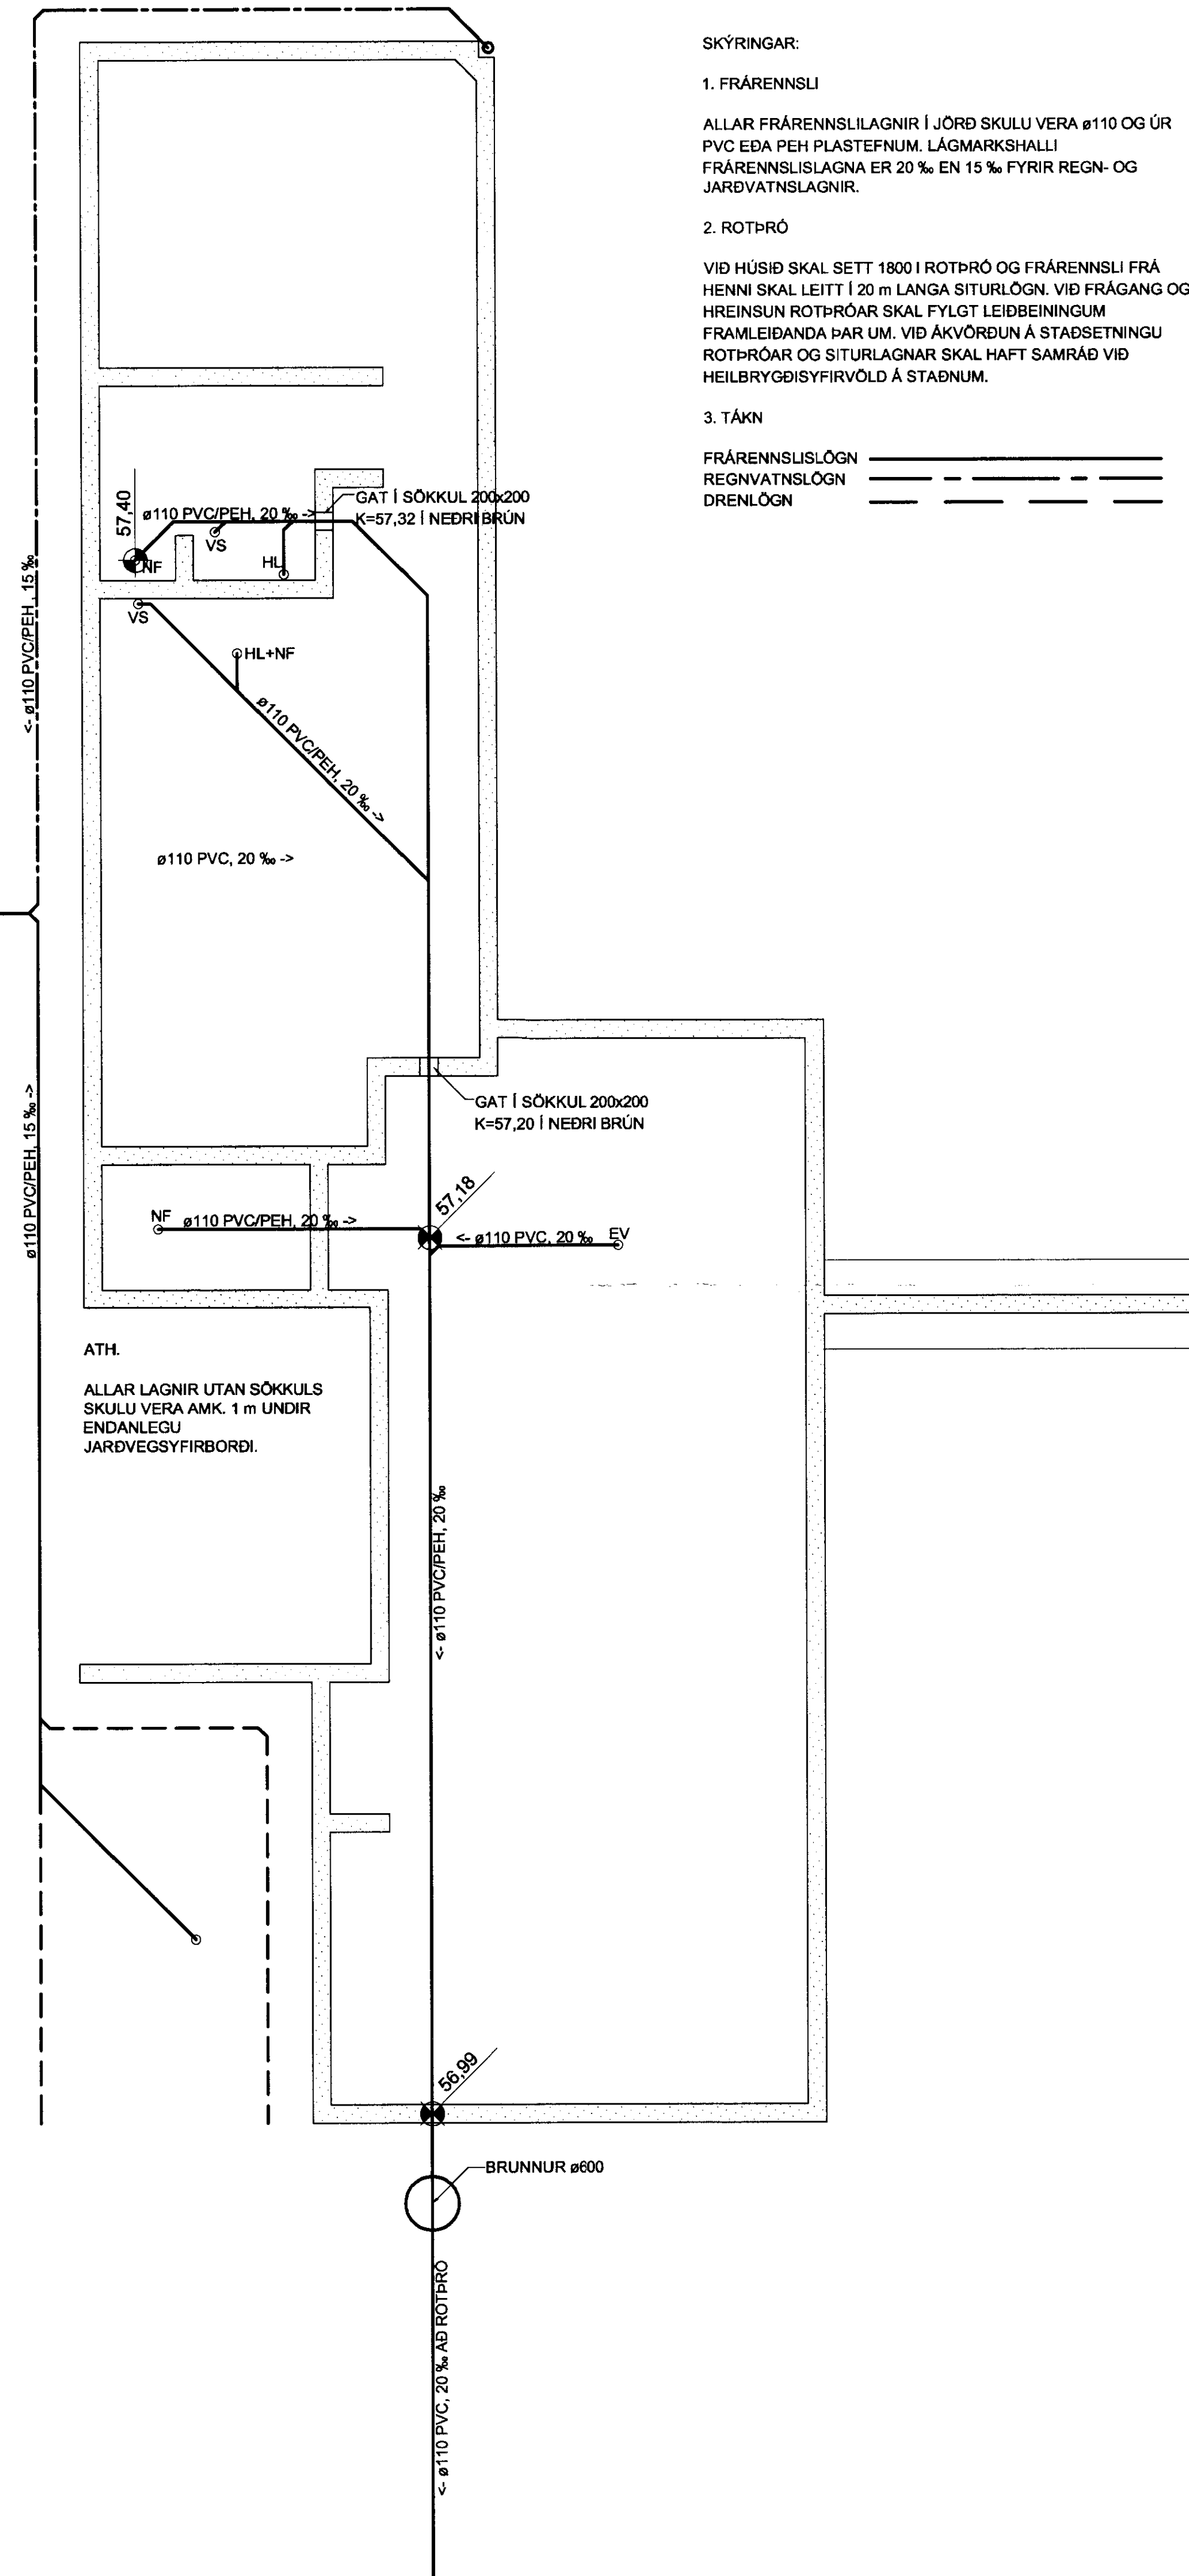 SKÝRINGAR:
1. FRÁRENNSLI
ALLAR FRÁRENNSLILAGNIR Í JÖRÐ SKULU VERA ø110 OG ÚR
PVC EÐA PEH PLASTEFNUM. LÁGMARKSHALLI
FRÁRENNSLISLAGNA ER 20 ‰ EN 15 ‰ FYRIR REGN- OG
JARÐVATNSLAGNIR.
2. ROTÞRÓ
VIÐ HÚSIÐ SKAL SETT 1800 l ROTÞRÓ OG FRÁRENNSLI FRÁ
HENNI SKAL LEITT Í 20 m LANGA SITURLÖGN. VIÐ FRÁGANG OG
HREINSUN ROTÞRÓAR SKAL FYLGT LEIÐBEININGUM
FRAMLEIÐANDA ÞAR UM. VIÐ ÁKVÖRÐUN Á STAÐSETNINGU
ROTÞRÓAR OG SITURLAGNAR SKAL HAFT SAMRÁÐ VIÐ
HEILBRYGÐISYFIRVÖLD Á STAÐNUM.
3. TÁKN
FRÁRENNSLISLÖGN
REGNVATNSLÖGN
DRENLÖGN
57,40
ø110 PVC/PEH, 20 ‰ ->
GAT Í SÖKKUL 200x200
K=57,32 Í NEÐRI BRÚN
VS
NF
HL
VS
HL+NF
<- ø110 PVC/PEH, 15 ‰
ø110 PVC/PEH, 20 ‰ ->
ø110 PVC, 20 ‰ ->
GAT Í SÖKKUL 200x200
K=57,20 Í NEÐRI BRÚN
ø110 PVC/PEH, 15 ‰ ->
57,18
NF
ø110 PVC/PEH, 20 ‰ ->
<- ø110 PVC, 20 ‰
EV
ATH.
ALLAR LAGNIR UTAN SÖKKULS
SKULU VERA AMK. 1 m UNDIR
ENDANLEGU
JARÐVEGSYFIRBORÐI.
<- ø110 PVC/PEH, 20 ‰
56,99
BRUNNUR ø600
<- ø110 PVC, 20 ‰ AÐ ROTÞRÓ